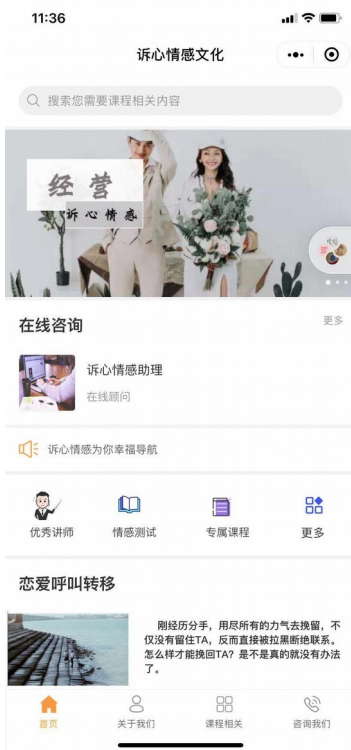 11:36
诉心情感文化
搜索您需要课程相关内容
经营
诉心情感
在线咨询
更多
诉心情感助理
在线顾问
诉心情感为你幸福导航
优秀讲师
情感测试
专属课程
更多
恋爱呼叫转移
刚经历分手，用尽所有的力气去挽留，不
仅没有留住TA，反而直接被拉黑断绝联系。
怎么样才能挽回TA？是不是真的就没有办法
了。
首页
关于我们
课程相关
咨询我们